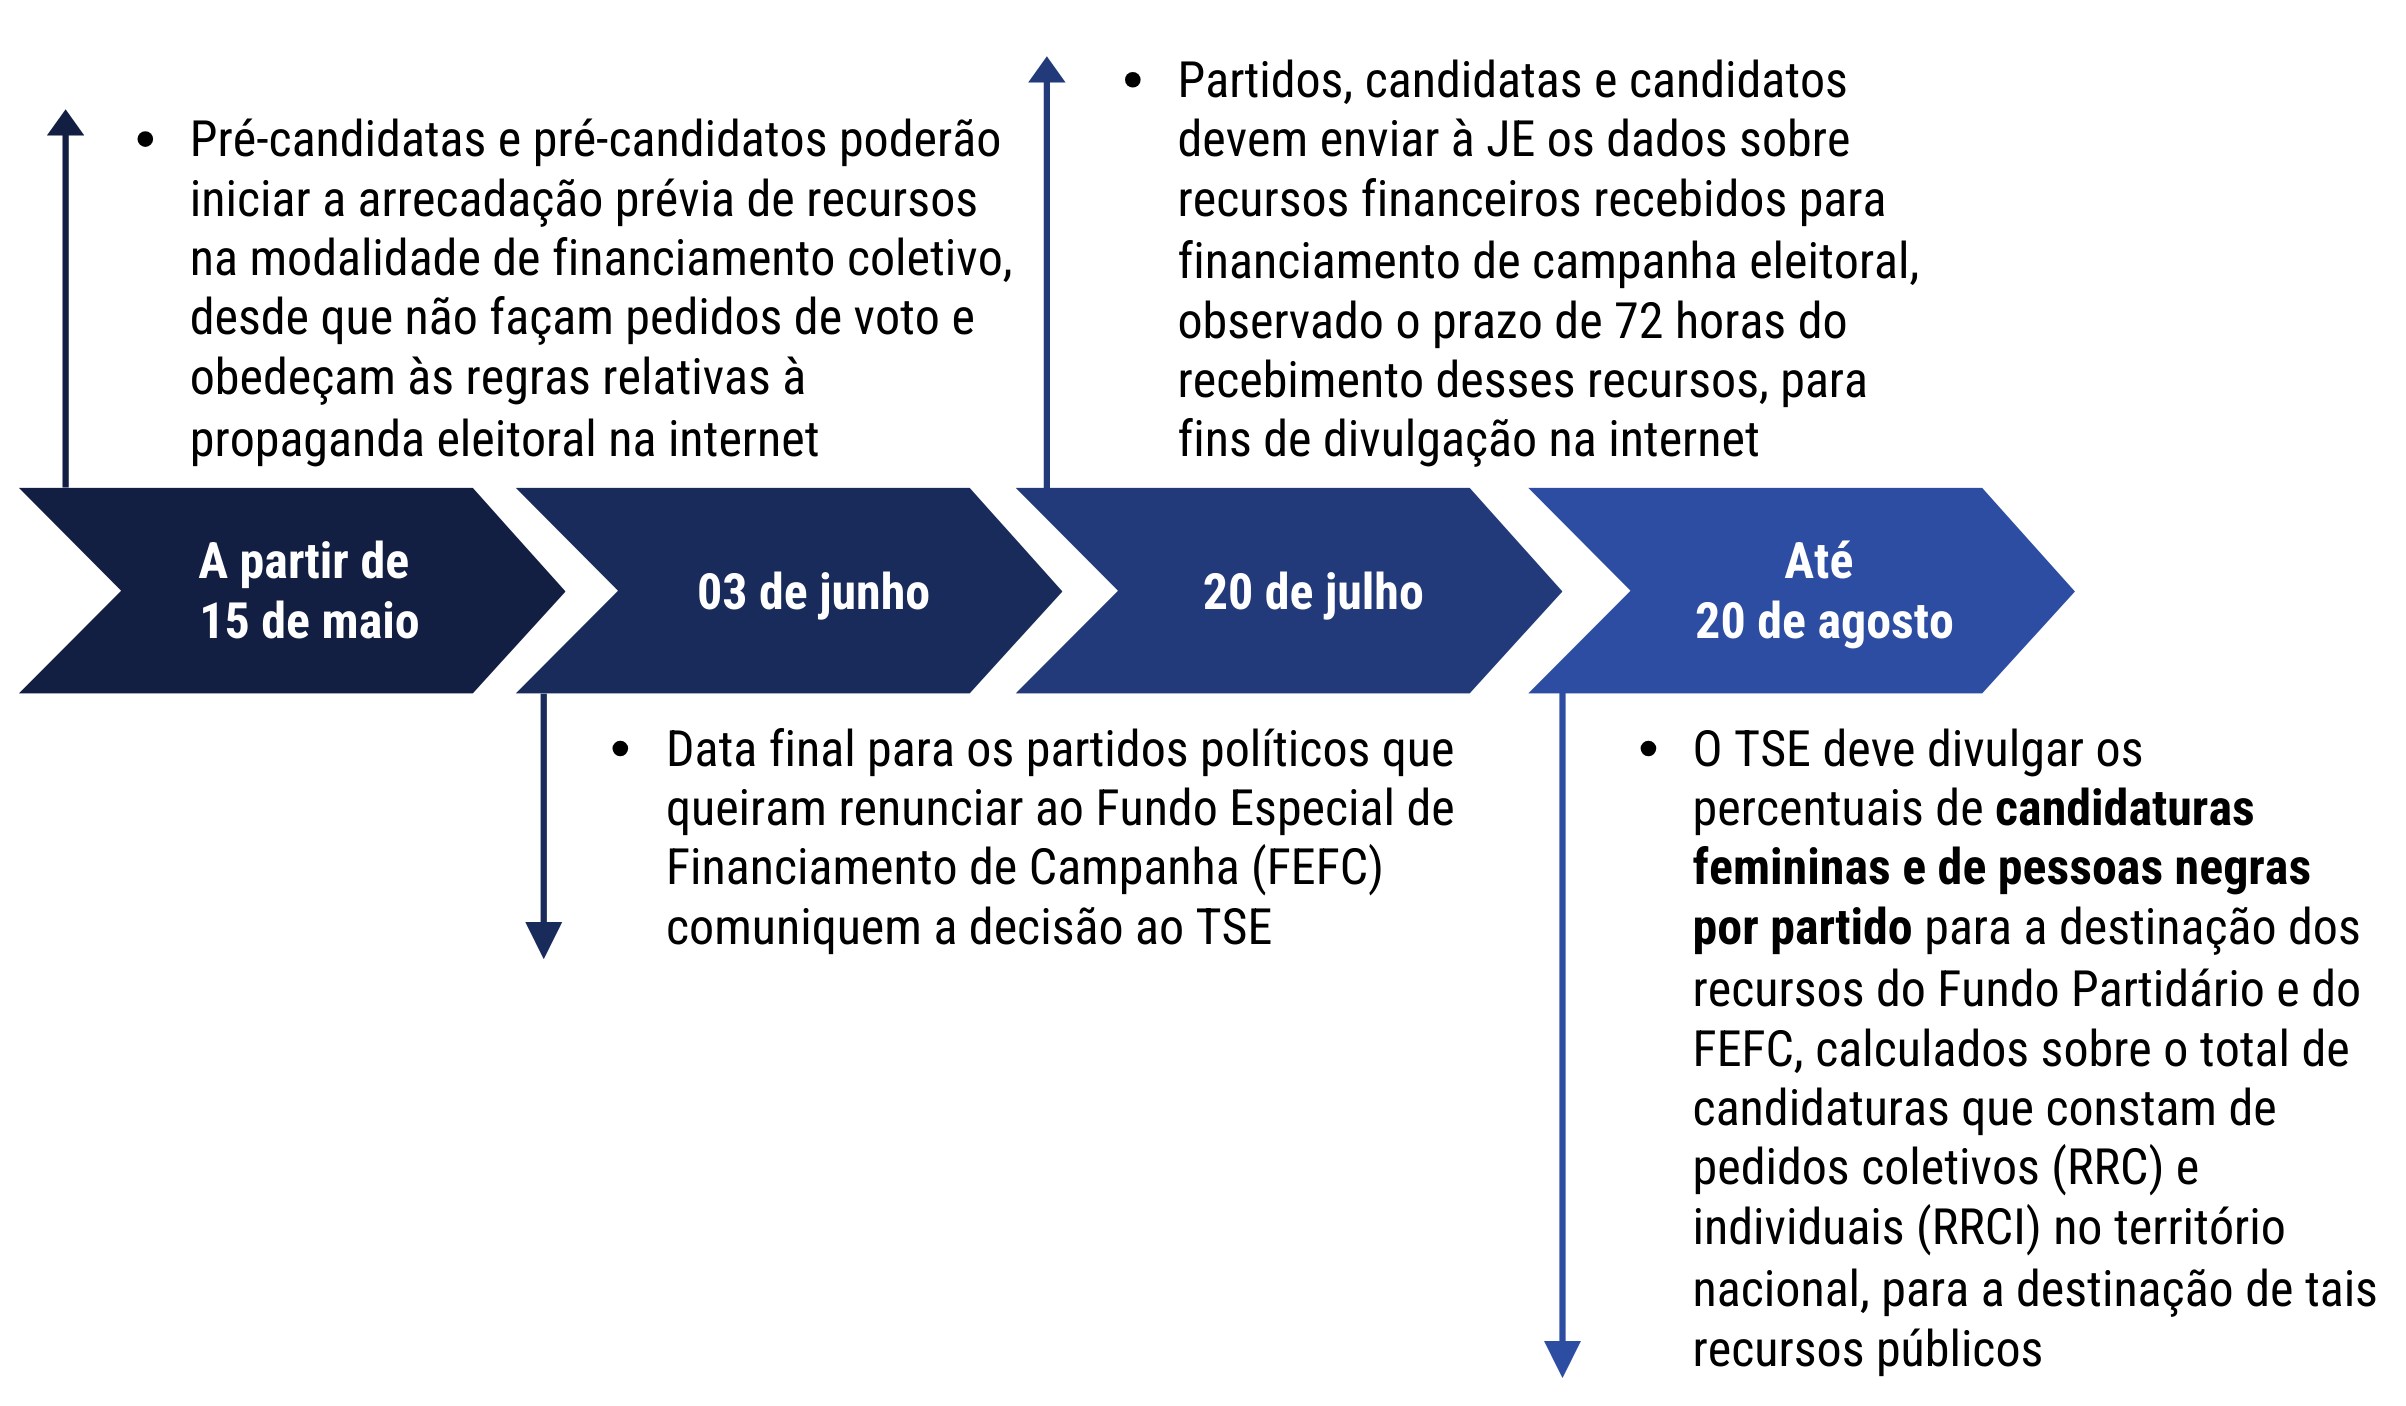 • Pré-candidatas e pré-candidatos poderão
iniciar a arrecadação prévia de recursos
na modalidade de financiamento coletivo,
desde que não façam pedidos de voto e
obedeçam às regras relativas à
propaganda eleitoral na internet
• Partidos, candidatas e candidatos
devem enviar à JE os dados sobre
recursos financeiros recebidos para
financiamento de campanha eleitoral,
observado o prazo de 72 horas do
recebimento desses recursos, para
fins de divulgação na internet
A partir de
15 de maio
03 de junho
20 de julho
Até
20 de agosto
• Data final para os partidos políticos que
queiram renunciar ao Fundo Especial de
Financiamento de Campanha (FEFC)
comuniquem a decisão ao TSE
• O TSE deve divulgar os
percentuais de candidaturas
femininas e de pessoas negras
por partido para a destinação dos
recursos do Fundo Partidário e do
FEFC, calculados sobre o total de
candidaturas que constam de
pedidos coletivos (RRC) e
individuais (RRCI) no território
nacional, para a destinação de tais
recursos públicos